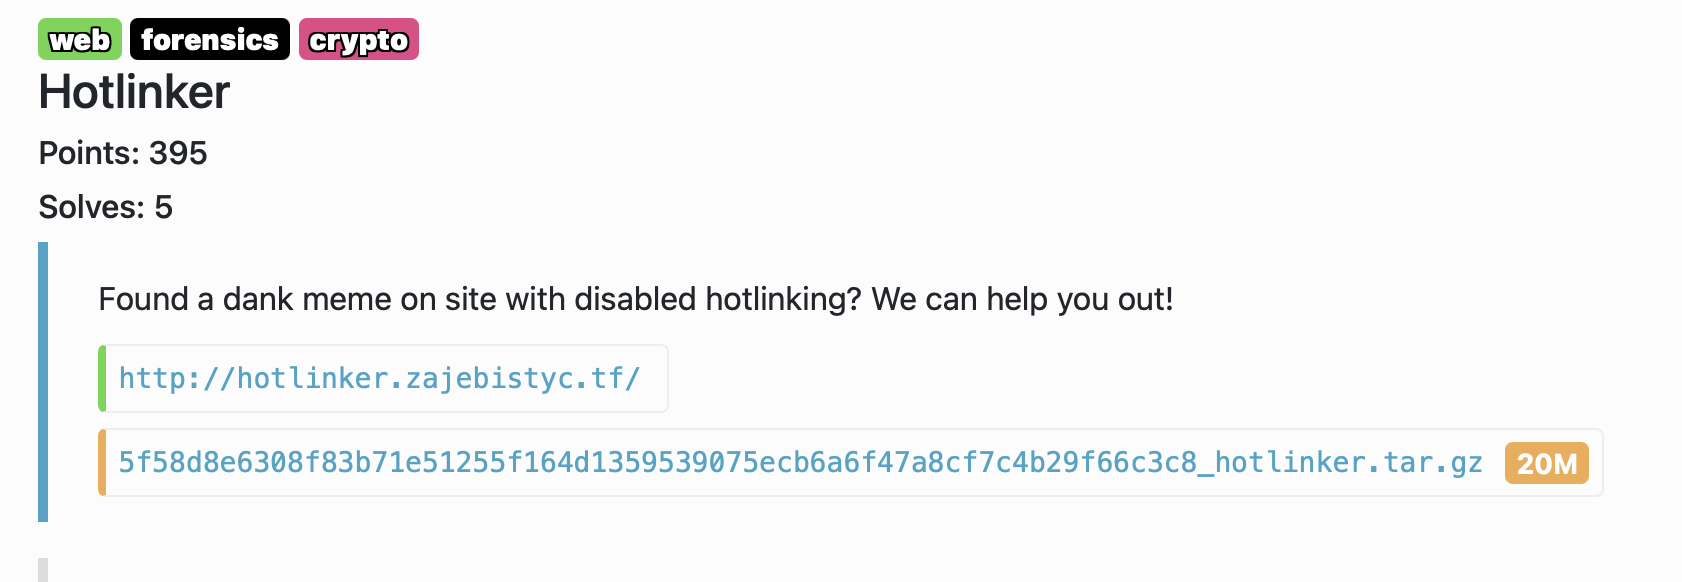 web forensics crypto
Hotlinker
Points: 395
Solves: 5
Found a dank meme on site with disabled hotlinking? We can help you out!
http://hotlinker.zajebistyc.tf/
5f58d8e6308f83b71e51255f164d1359539075ecb6a6f47a8cf7c4b29f66c3c8_hotlinker.tar.gz 20M